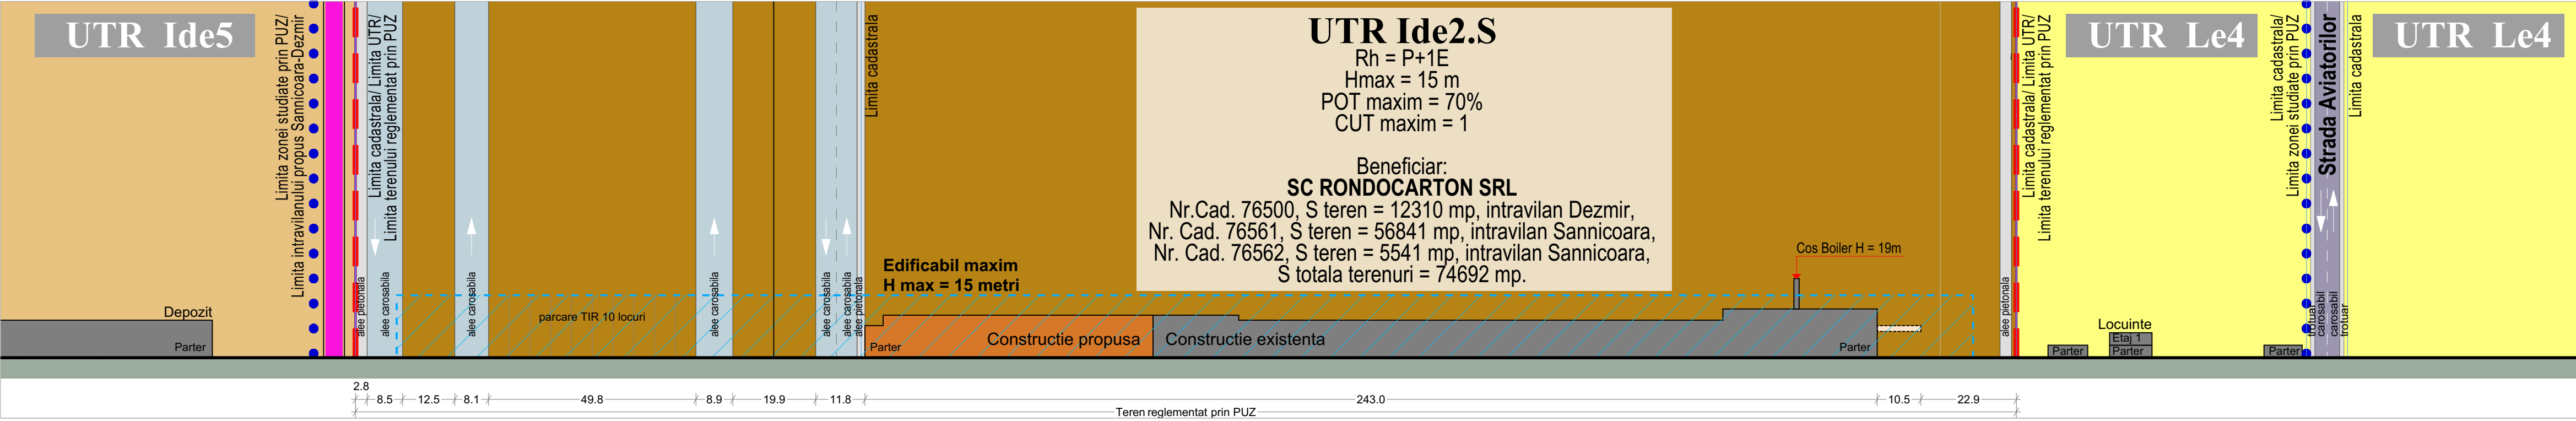 UTR Ide5
Limita zonei studiate prin PUZ/
Limita intravilanului propus Sannicoara-Dezmir
Limita cadastrala/ Limita UTR/
Limita terenului reglementat prin PUZ
Limita cadastrala
UTR Ide2.S
Rh = P+1E
Hmax = 15 m
POT maxim = 70%
CUT maxim = 1
Beneficiar:
SC RONDOCARTON SRL
Nr.Cad. 76500, S teren = 12310 mp, intravilan Dezmir,
Nr. Cad. 76561, S teren = 56841 mp, intravilan Sannicoara,
Nr. Cad. 76562, S teren = 5541 mp, intravilan Sannicoara,
S totala terenuri = 74692 mp.
Limita cadastrala/ Limita UTR/
Limita terenului reglementat prin PUZ
UTR Le4
Limita cadastrala/
Limita zonei studiate prin PUZ
Strada Aviatorilor
Limita cadastrala
UTR Le4
Depozit
Parter
alee pietonala
alee carosabila
alee carosabila
parcare TIR 10 locuri
alee carosabila
alee carosabila
alee carosabila
alee pietonala
Edificabil maxim
H max = 15 metri
Parter
Constructie propusa
Constructie existenta
Cos Boiler H = 19m
Parter
alee pietonala
Parter
Locuinte
Etaj 1
Parter
Parter
trotuar
carosabil
carosabil
trotuar
2.8
8.5
12.5
8.1
49.8
8.9
19.9
11.8
243.0
10.5
22.9
Teren reglementat prin PUZ